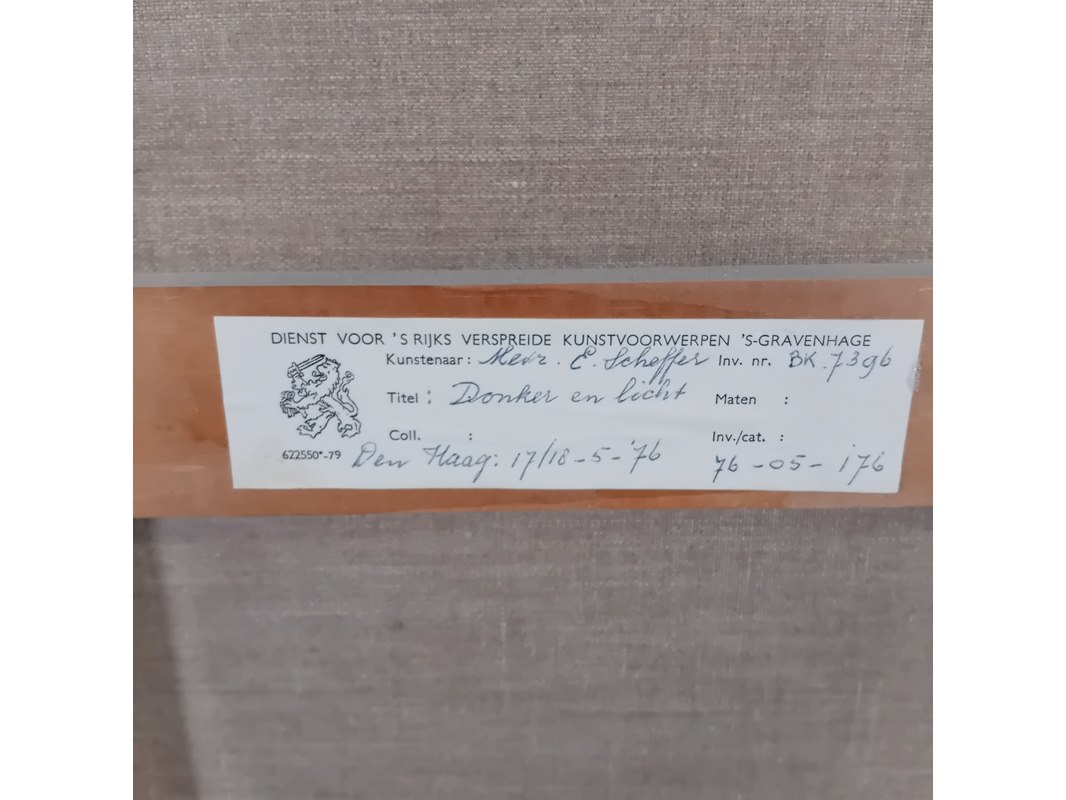 DIENST VOOR 'S RIJKS VERSPREIDE KUNSTVOORWERPEN 'S-GRAVENHAGE
Kunstenaar: Mevr. E. Scheffer Inv. nr. BK. 7396
Titel: Donker en licht Maten :
Coll. : Inv./cat. :
622550*-79 Den Haag: 17/18-5-'76 76-05-176